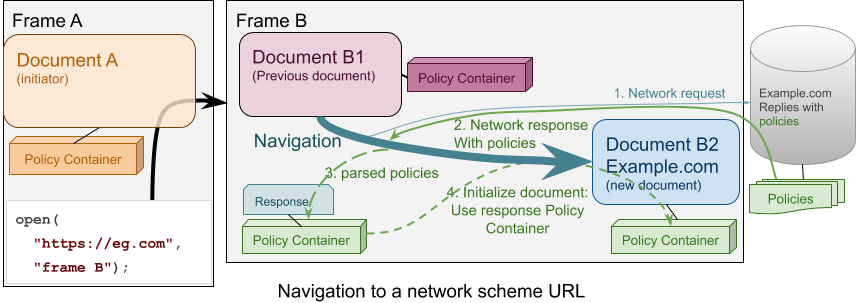 Frame A
Document A
(initiator)
Policy Container
open(
"https://eg.com",
"frame B");
Frame B
Document B1
(Previous document)
Policy Container
1. Network request
Navigation
2. Network response
With policies
3. parsed policies
4. Initialize document:
Use response Policy
Container
Response
Policy Container
Document B2
Example.com
(new document)
Policy Container
Example.com
Replies with
policies
Policies
Navigation to a network scheme URL